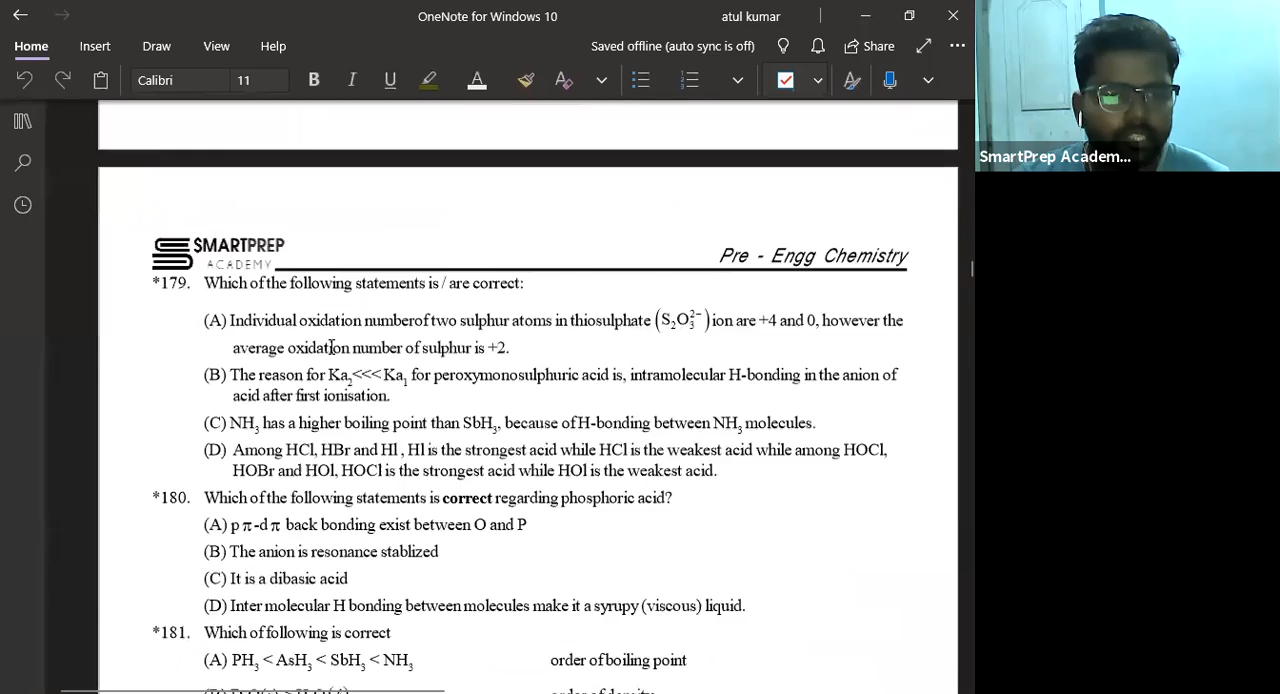 OneNote for Windows 10
atul kumar
Home Insert Draw View Help
Saved offline (auto sync is off)
Share
Calibri 11 B I U A
SmartPrep Academ...
SMARTPREP
ACADEMY
Pre - Engg Chemistry
*179. Which of the following statements is / are correct:
(A) Individual oxidation numberof two sulphur atoms in thiosulphate (S₂O₃²⁻) ion are +4 and 0, however the
average oxidation number of sulphur is +2.
(B) The reason for Ka₂<<< Ka₁ for peroxymonosulphuric acid is, intramolecular H-bonding in the anion of
acid after first ionisation.
(C) NH₃ has a higher boiling point than SbH₃, because of H-bonding between NH₃ molecules.
(D) Among HCl, HBr and Hl , Hl is the strongest acid while HCl is the weakest acid while among HOCl,
HOBr and HOl, HOCl is the strongest acid while HOl is the weakest acid.
*180. Which of the following statements is correct regarding phosphoric acid?
(A) p π-d π back bonding exist between O and P
(B) The anion is resonance stablized
(C) It is a dibasic acid
(D) Inter molecular H bonding between molecules make it a syrupy (viscous) liquid.
*181. Which of following is correct
(A) PH₃ < AsH₃ < SbH₃ < NH₃ order of boiling point
order of density